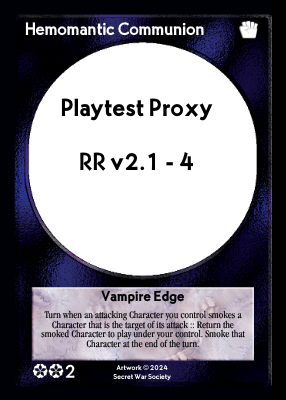 Hemomantic Communion
Playtest Proxy
RR v2.1 - 4
Vampire Edge
Turn when an attacking Character you control smokes a
Character that is the target of its attack :: Return the
smoked Character to play under your control. Smoke that
Character at the end of the turn.
2
Artwork © 2024
Secret War Society